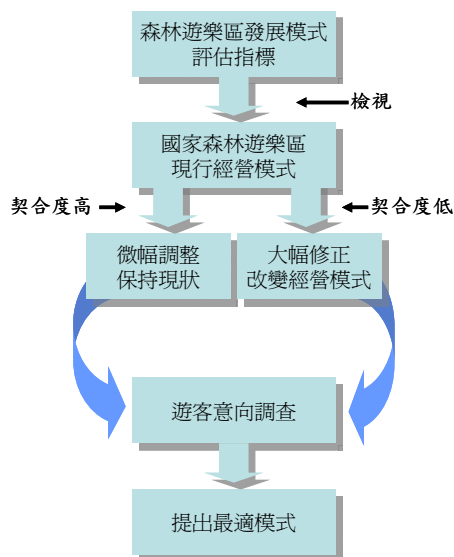 森林遊樂區發展模式
評估指標
檢視
國家森林遊樂區
現行經營模式
契合度高
契合度低
微幅調整
保持現狀
大幅修正
改變經營模式
遊客意向調查
提出最適模式